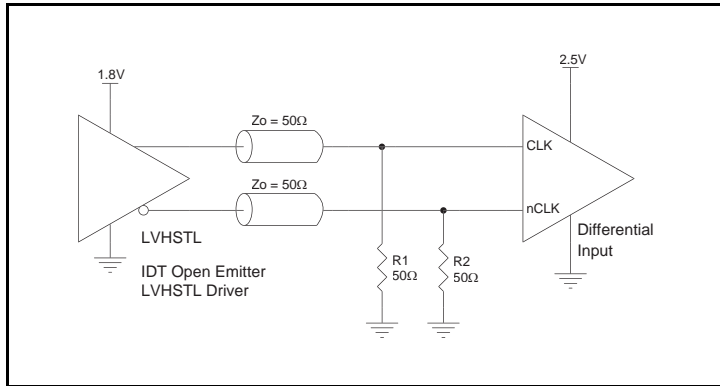 1.8V
2.5V
Zo = 50Ω
CLK
Zo = 50Ω
nCLK
LVHSTL
Differential
Input
IDT Open Emitter
LVHSTL Driver
R1
50Ω
R2
50Ω